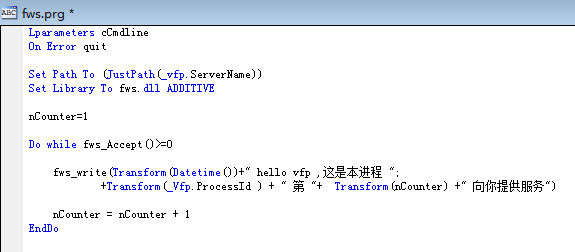 ABC fws.prg *
Lparameters cCmdline
On Error quit
Set Path To (JustPath(_vfp.ServerName))
Set Library To fws.dll ADDITIVE
nCounter=1
Do while fws_Accept()>=0
fws_write(Transform(Datetime())+" hello vfp ,这是本进程 ";
+Transform(_Vfp.ProcessId ) + " 第 "+  Transform(nCounter) +" 向你提供服务")
nCounter = nCounter + 1
EndDo